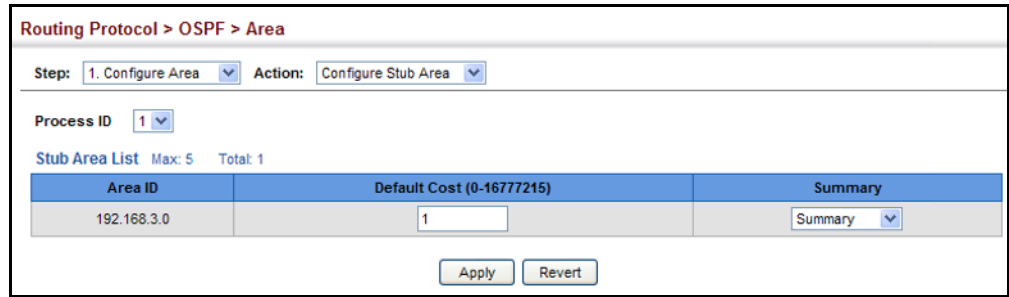 Routing Protocol > OSPF > Area
Step: 1. Configure Area Action: Configure Stub Area
Process ID 1
Stub Area List Max: 5 Total: 1
Area ID Default Cost (0-16777215) Summary
192.168.3.0 1 Summary
Apply Revert